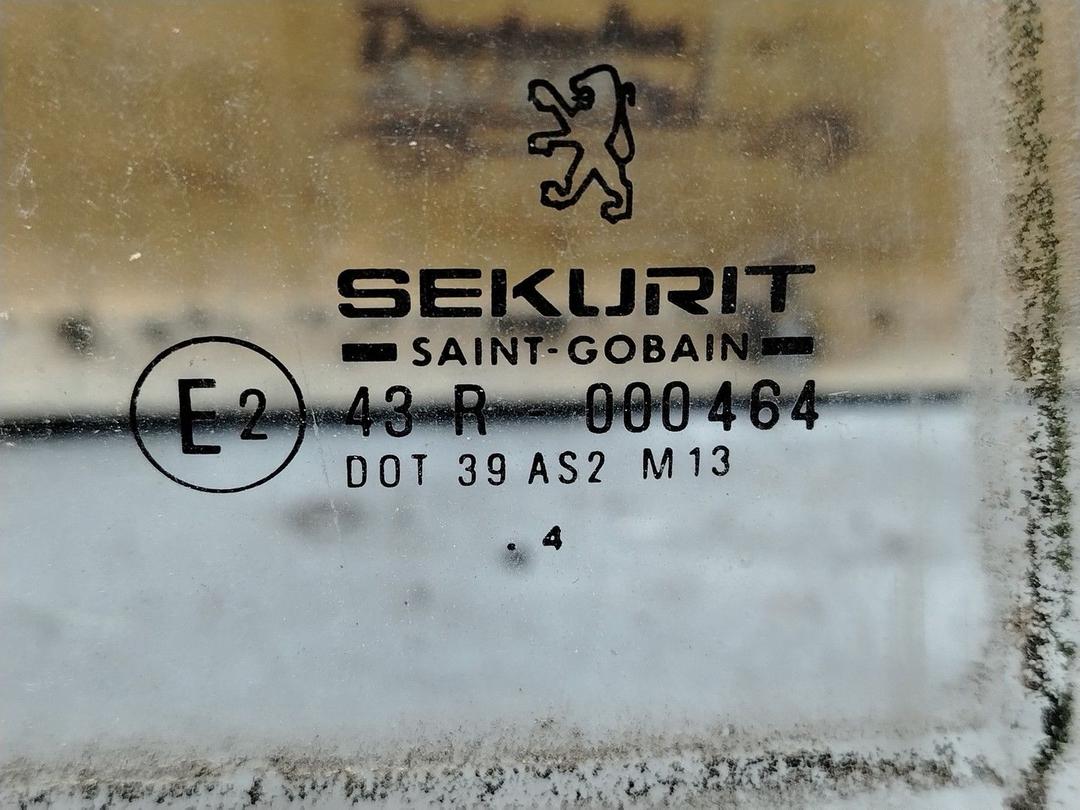 SEKURIT
SAINT-GOBAIN
E2 43 R - 000464
DOT 39 AS2 M13
. 4